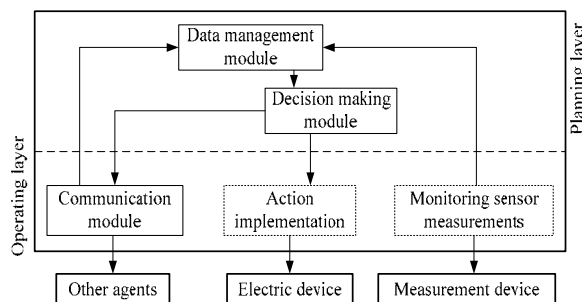 Data management
module
Decision making
module
Planning layer
Operating layer
Communication
module
Action
implementation
Monitoring sensor
measurements
Other agents
Electric device
Measurement device